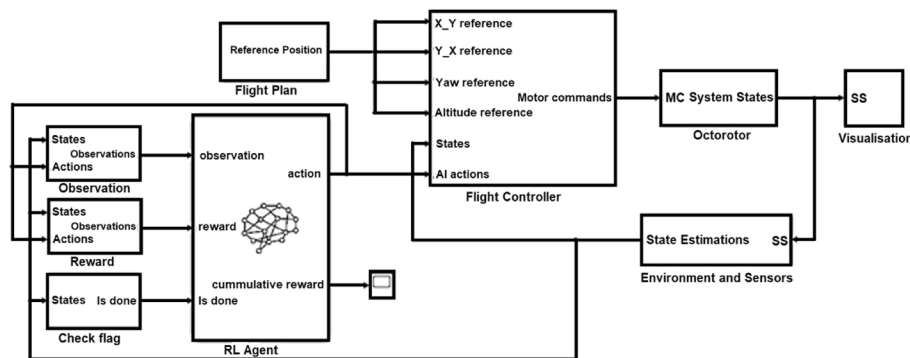 Reference Position
Flight Plan
X_Y reference
Y_X reference
Yaw reference
Motor commands
Altitude reference
States
AI actions
Flight Controller
MC System States
Octorotor
SS
Visualisation
State Estimations SS
Environment and Sensors
States
Observations
Actions
Observation
States
Observations
Actions
Reward
States Is done
Check flag
observation
action
reward
cummulative reward
Is done
RL Agent